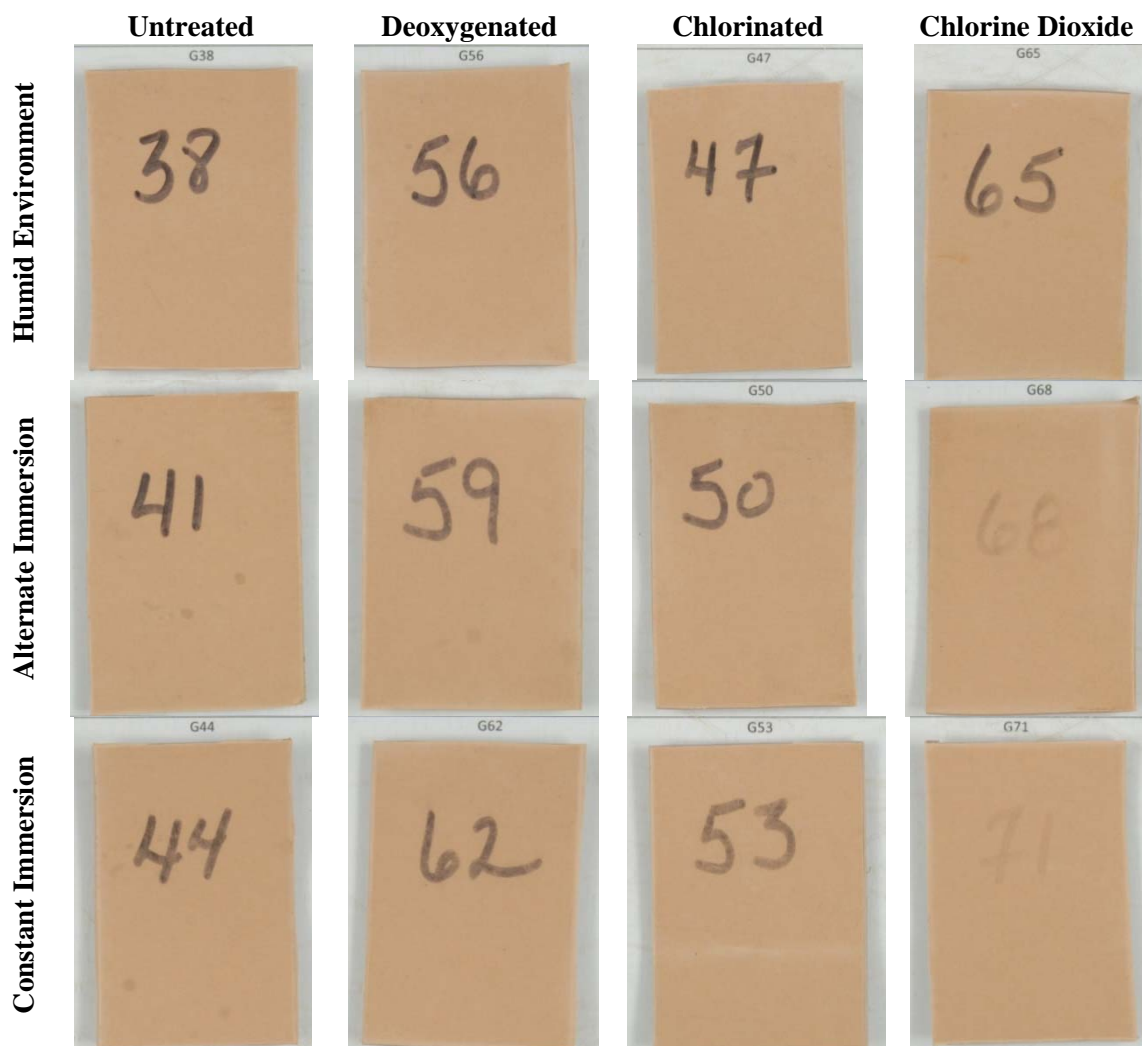 Untreated Deoxygenated Chlorinated Chlorine Dioxide
Humid Environment
G38 G56 G47 G65
38 56 47 65
Alternate Immersion
G50 G68
41 59 50 68
Constant Immersion
G44 G62 G53 G71
44 62 53 71